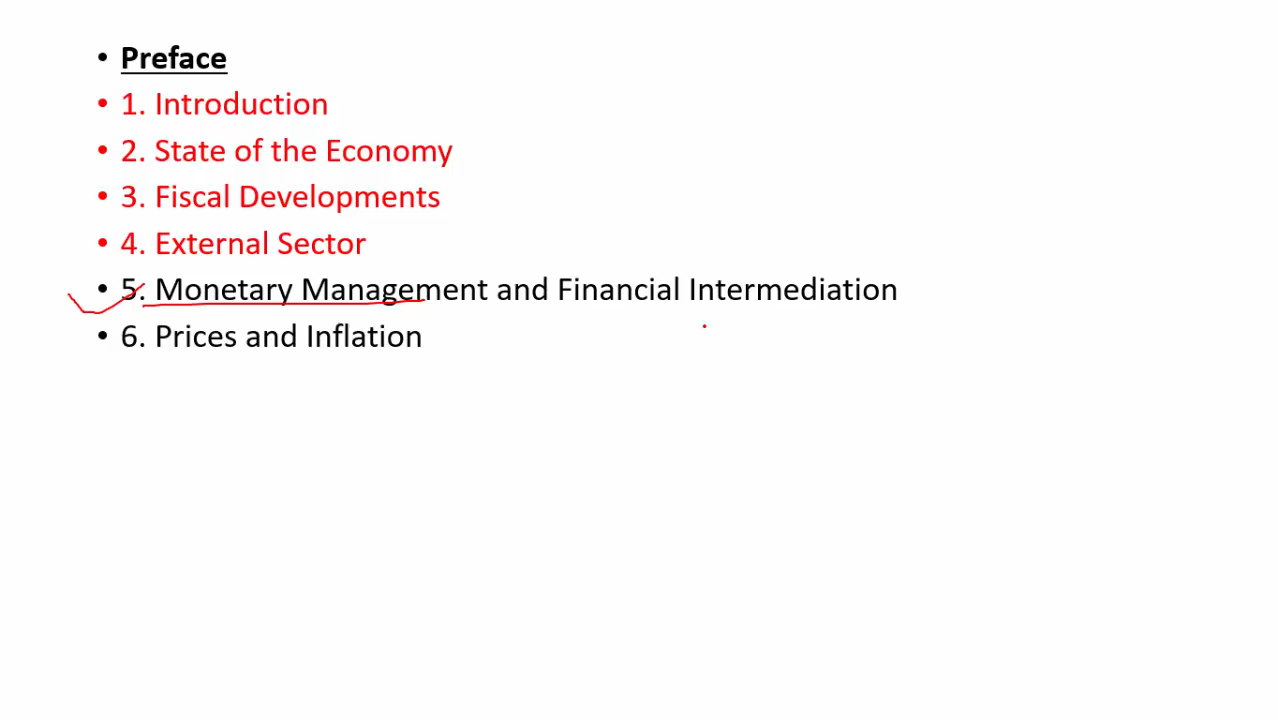 • Preface
• 1. Introduction
• 2. State of the Economy
• 3. Fiscal Developments
• 4. External Sector
• 5. Monetary Management and Financial Intermediation
• 6. Prices and Inflation